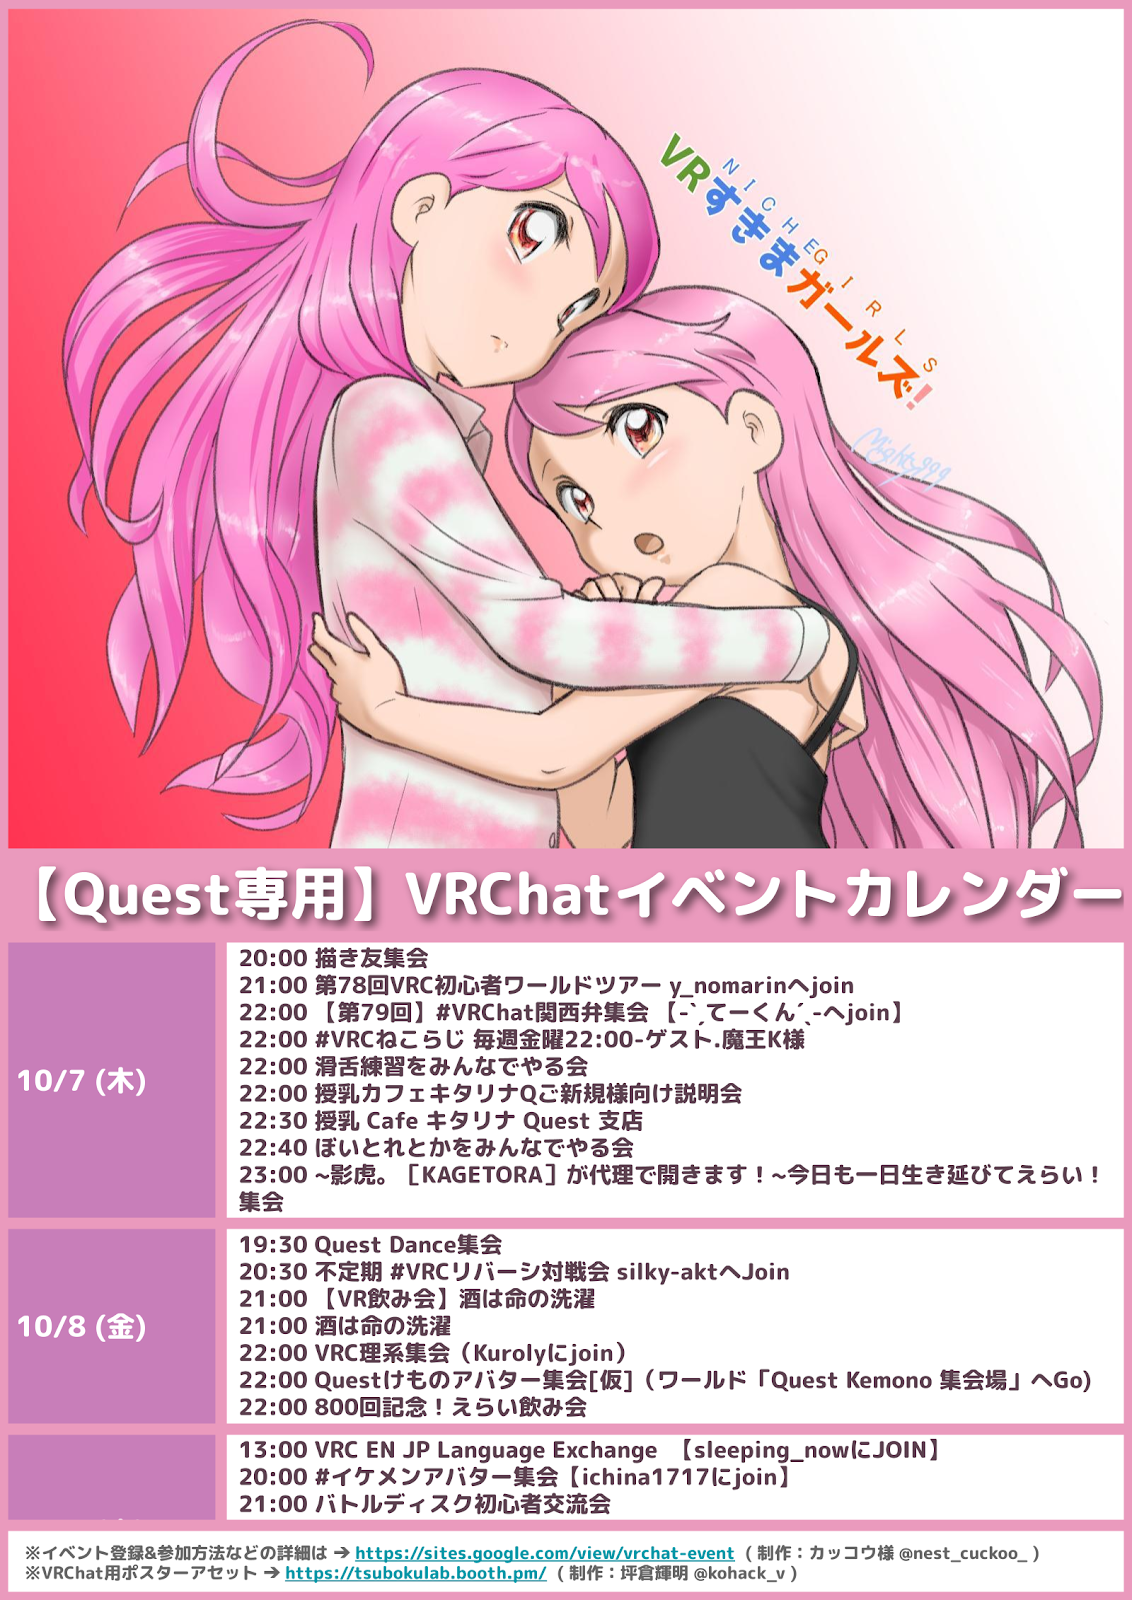 NICHE GIRLS
VRすきまガールズ!
Mighty999
【Quest専用】VRChatイベントカレンダー
10/7 (木)
20:00 描き友集会
21:00 第78回VRC初心者ワールドツアー y_nomarinへjoin
22:00 【第79回】#VRChat関西弁集会 【-`ˏてーくんˊˎ-へjoin】
22:00 #VRCねこらじ 毎週金曜22:00-ゲスト.魔王K様
22:00 滑舌練習をみんなでやる会
22:00 授乳カフェキタリナQご新規様向け説明会
22:30 授乳 Cafe キタリナ Quest 支店
22:40 ぼいとれとかをみんなでやる会
23:00 ~影虎。［KAGETORA］が代理で開きます！~今日も一日生き延びてえらい！
集会
10/8 (金)
19:30 Quest Dance集会
20:30 不定期 #VRCリバーシ対戦会 silky-aktへJoin
21:00 【VR飲み会】酒は命の洗濯
21:00 酒は命の洗濯
22:00 VRC理系集会（Kurolyにjoin）
22:00 Questけものアバター集会[仮]（ワールド「Quest Kemono 集会場」へGo)
22:00 800回記念！えらい飲み会
13:00 VRC EN JP Language Exchange 【sleeping_nowにJOIN】
20:00 #イケメンアバター集会【ichina1717にjoin】
21:00 バトルディスク初心者交流会
※イベント登録&参加方法などの詳細は → https://sites.google.com/view/vrchat-event ( 制作：カッコウ様 @nest_cuckoo_ )
※VRChat用ポスターアセット → https://tsubokulab.booth.pm/ ( 制作：坪倉輝明 @kohack_v )